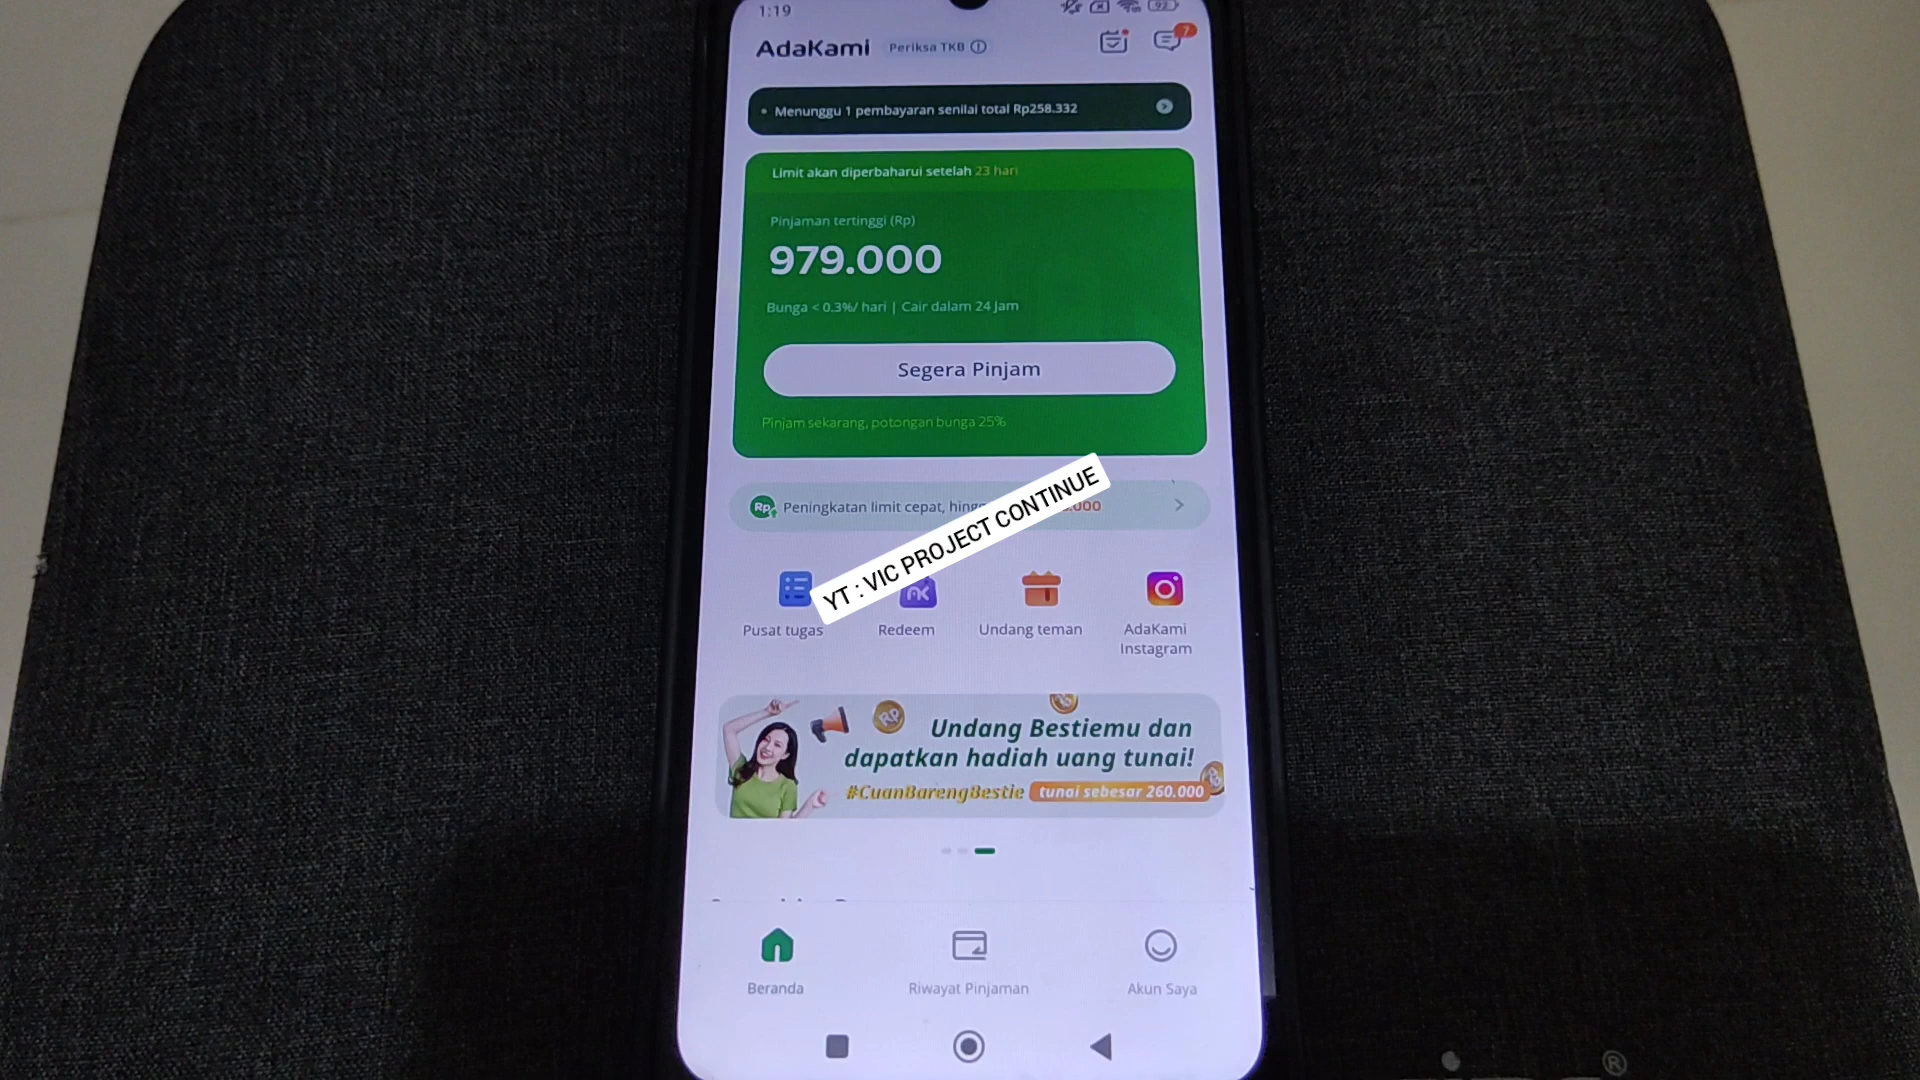 1:19
92
AdaKami Periksa TKB
7
Menunggu 1 pembayaran senilai total Rp258.332
Limit akan diperbaharui setelah 23 hari
Pinjaman tertinggi (Rp)
979.000
Bunga < 0.3%/ hari | Cair dalam 24 Jam
Segera Pinjam
Pinjam sekarang, potongan bunga 25%
Rp Peningkatan limit cepat, .000
YT : VIC PROJECT CONTINUE
Pusat tugas
Redeem
Undang teman
AdaKami
Instagram
Undang Bestiemu dan
dapatkan hadiah uang tunai!
#CuanBarengBestie tunai sebesar 260.000
Beranda
Riwayat Pinjaman
Akun Saya
®